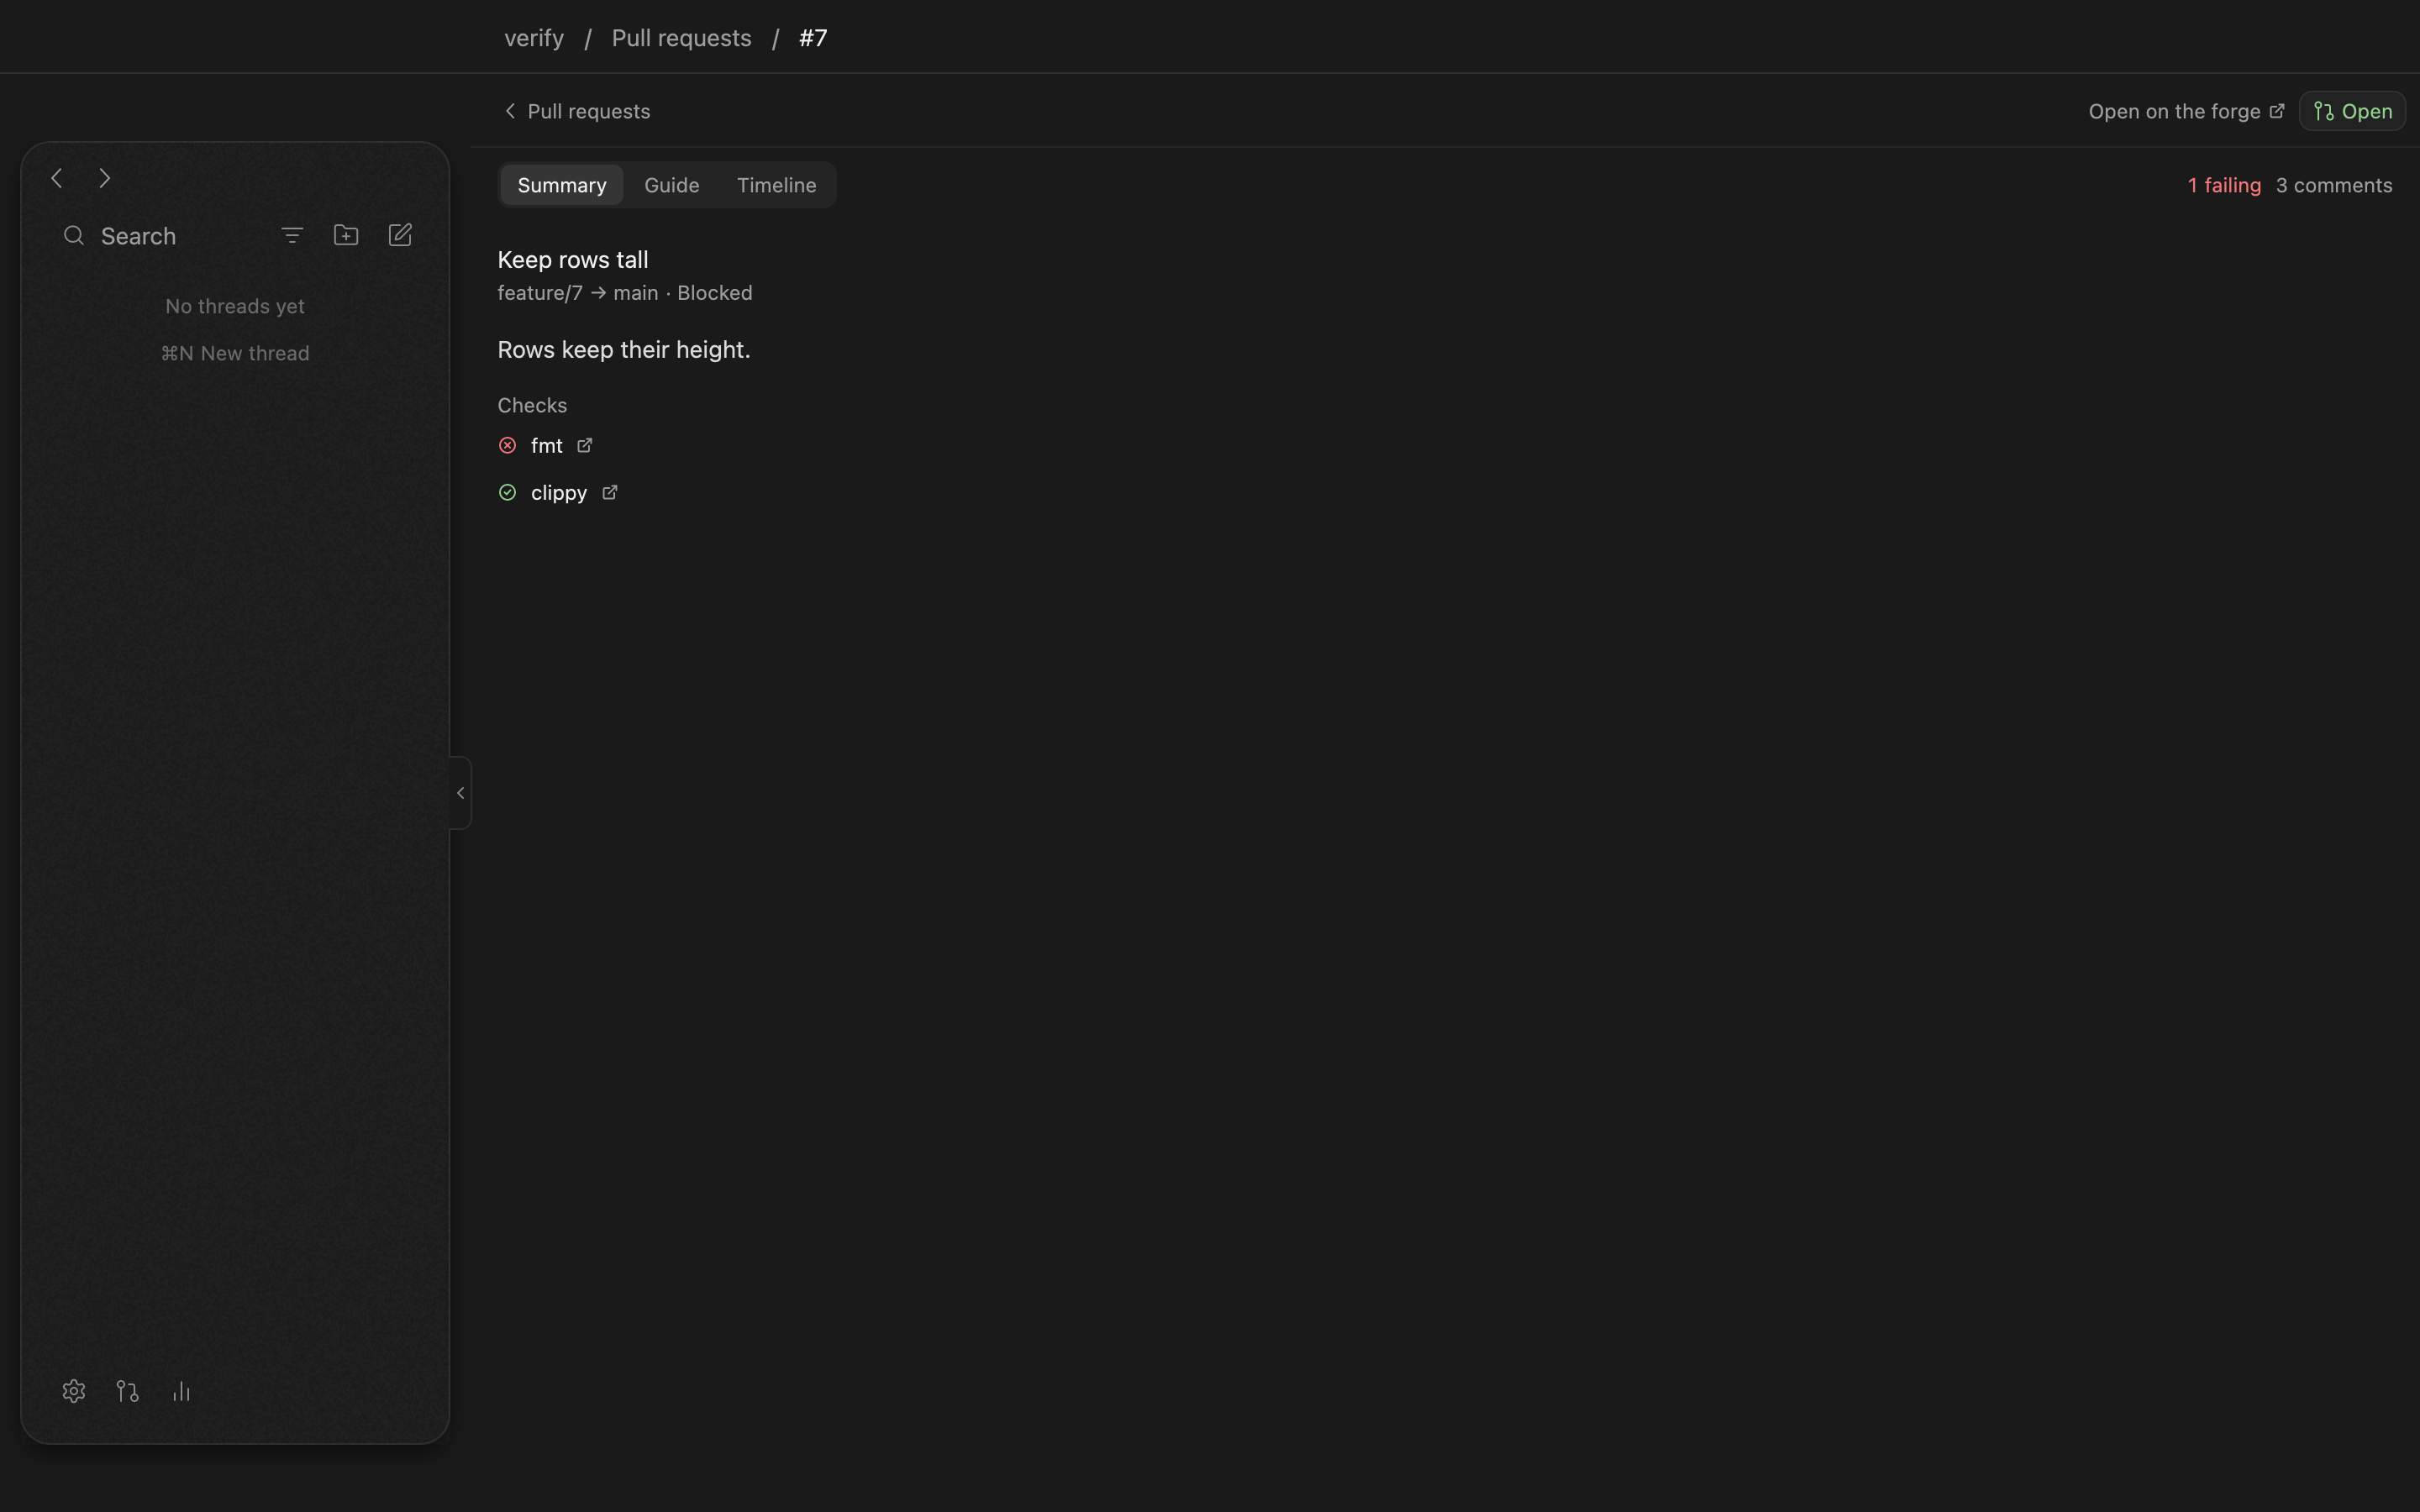 verify / Pull requests / #7
Pull requests
Open on the forge
Open
Summary
Guide
Timeline
1 failing
3 comments
Search
No threads yet
⌘N New thread
Keep rows tall
feature/7 → main · Blocked
Rows keep their height.
Checks
fmt
clippy